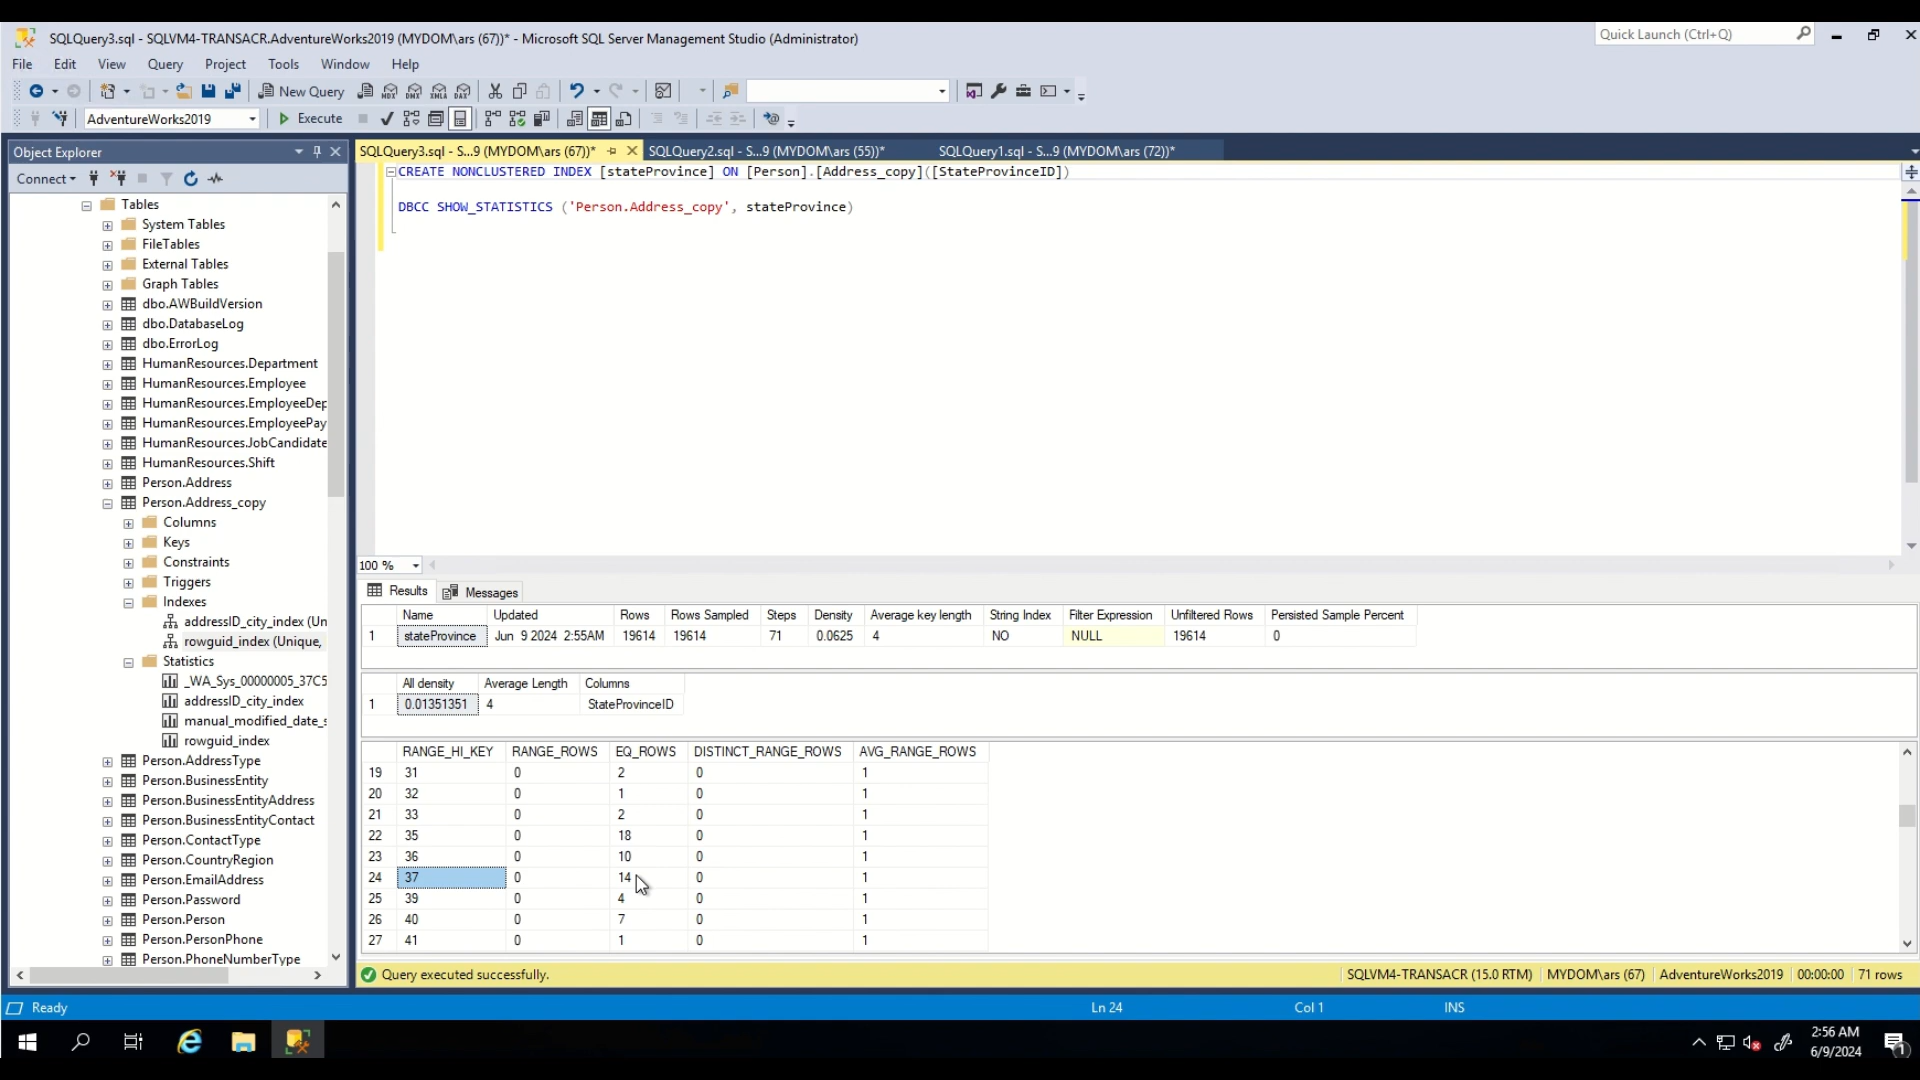 SQLQuery3.sql - SQLVM4-TRANSACR.AdventureWorks2019 (MYDOM\ars (67))* - Microsoft SQL Server Management Studio (Administrator)
Quick Launch (Ctrl+Q)
File Edit View Query Project Tools Window Help
New Query
AdventureWorks2019 Execute
Object Explorer
SQLQuery3.sql - S...9 (MYDOM\ars (67))* SQLQuery2.sql - S...9 (MYDOM\ars (55))* SQLQuery1.sql - S...9 (MYDOM\ars (72))*
Connect
CREATE NONCLUSTERED INDEX [stateProvince] ON [Person].[Address_copy]([StateProvinceID])
DBCC SHOW_STATISTICS ('Person.Address_copy', stateProvince)
Tables
System Tables
FileTables
External Tables
Graph Tables
dbo.AWBuildVersion
dbo.DatabaseLog
dbo.ErrorLog
HumanResources.Department
HumanResources.Employee
HumanResources.EmployeeDep
HumanResources.EmployeePay
HumanResources.JobCandidate
HumanResources.Shift
Person.Address
Person.Address_copy
Columns
Keys
Constraints
Triggers
Indexes
addressID_city_index (Un
rowguid_index (Unique,
Statistics
_WA_Sys_00000005_37C5
addressID_city_index
manual_modified_date_s
rowguid_index
Person.AddressType
Person.BusinessEntity
Person.BusinessEntityAddress
Person.BusinessEntityContact
Person.ContactType
Person.CountryRegion
Person.EmailAddress
Person.Password
Person.Person
Person.PersonPhone
Person.PhoneNumberType
100 %
Results Messages
Name Updated Rows Rows Sampled Steps Density Average key length String Index Filter Expression Unfiltered Rows Persisted Sample Percent
1 stateProvince Jun 9 2024 2:55AM 19614 19614 71 0.0625 4 NO NULL 19614 0
All density Average Length Columns
1 0.01351351 4 StateProvinceID
RANGE_HI_KEY RANGE_ROWS EQ_ROWS DISTINCT_RANGE_ROWS AVG_RANGE_ROWS
19 31 0 2 0 1
20 32 0 1 0 1
21 33 0 2 0 1
22 35 0 18 0 1
23 36 0 10 0 1
24 37 0 14 0 1
25 39 0 4 0 1
26 40 0 7 0 1
27 41 0 1 0 1
Query executed successfully. SQLVM4-TRANSACR (15.0 RTM) MYDOM\ars (67) AdventureWorks2019 00:00:00 71 rows
Ready Ln 24 Col 1 INS
2:56 AM
6/9/2024
1